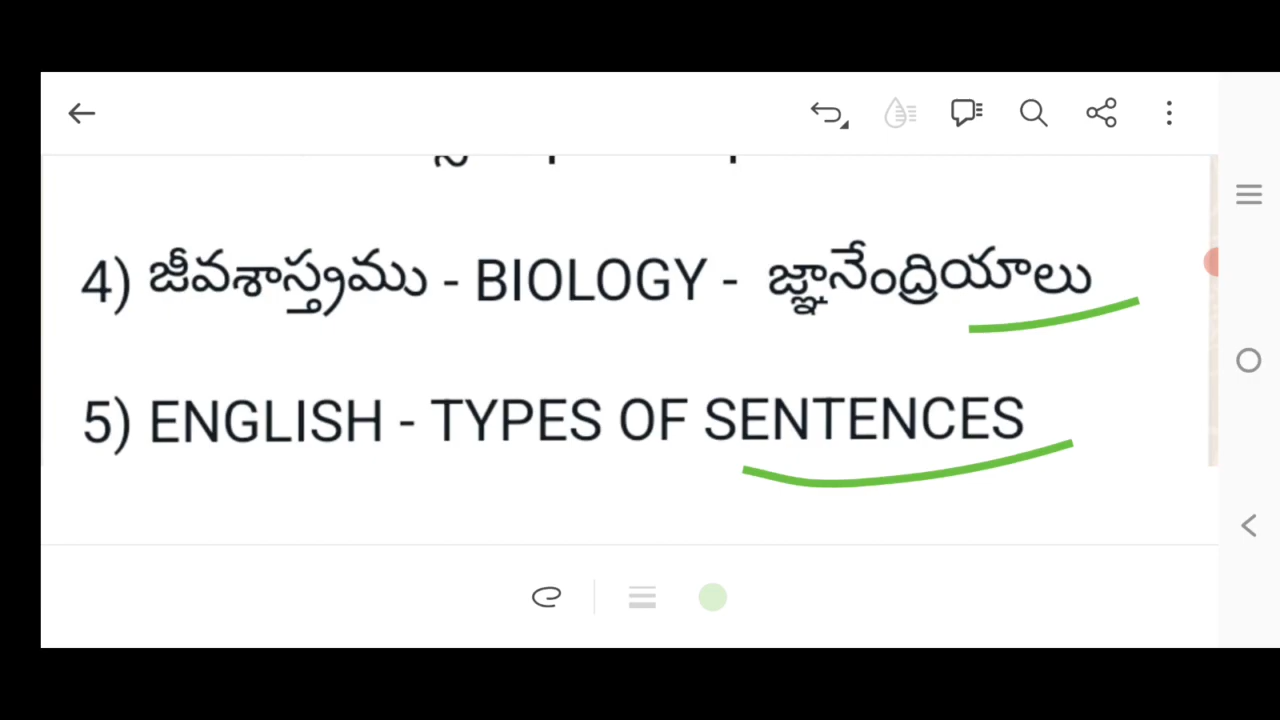 4) జీవశాస్త్రము - BIOLOGY - జ్ఞానేంద్రియాలు
5) ENGLISH - TYPES OF SENTENCES